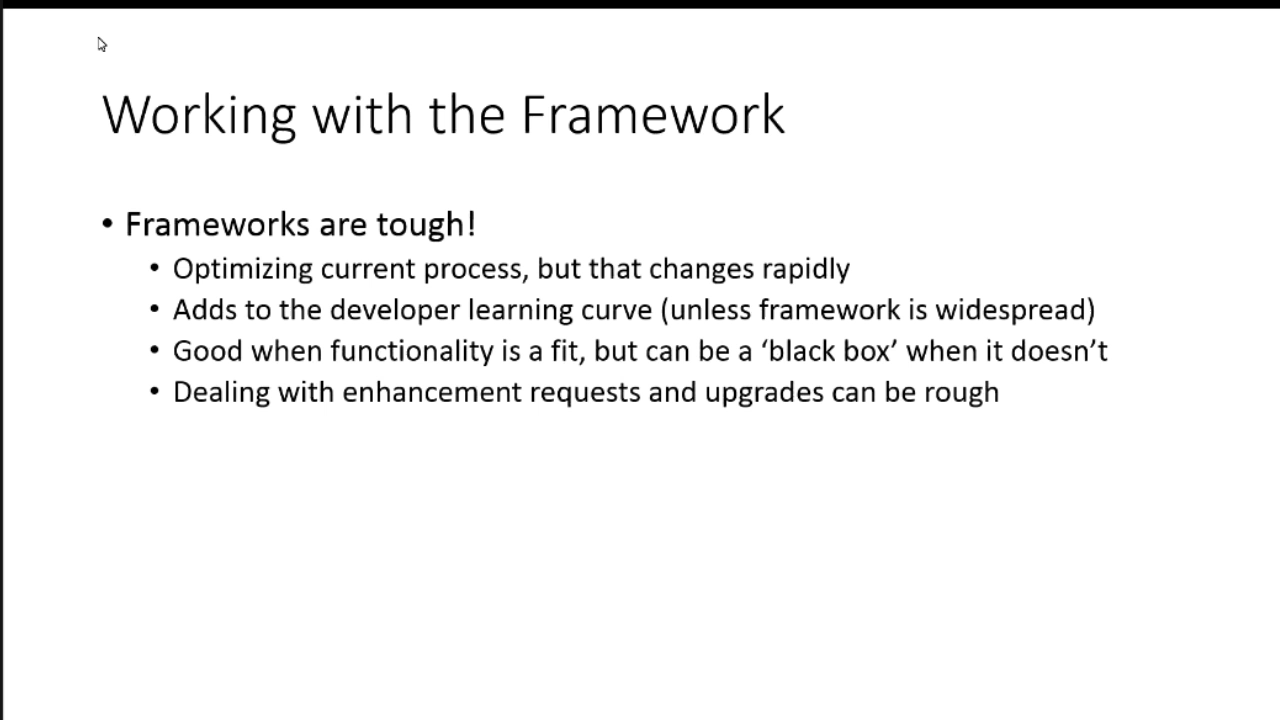 Working with the Framework
• Frameworks are tough!
• Optimizing current process, but that changes rapidly
• Adds to the developer learning curve (unless framework is widespread)
• Good when functionality is a fit, but can be a ‘black box’ when it doesn’t
• Dealing with enhancement requests and upgrades can be rough